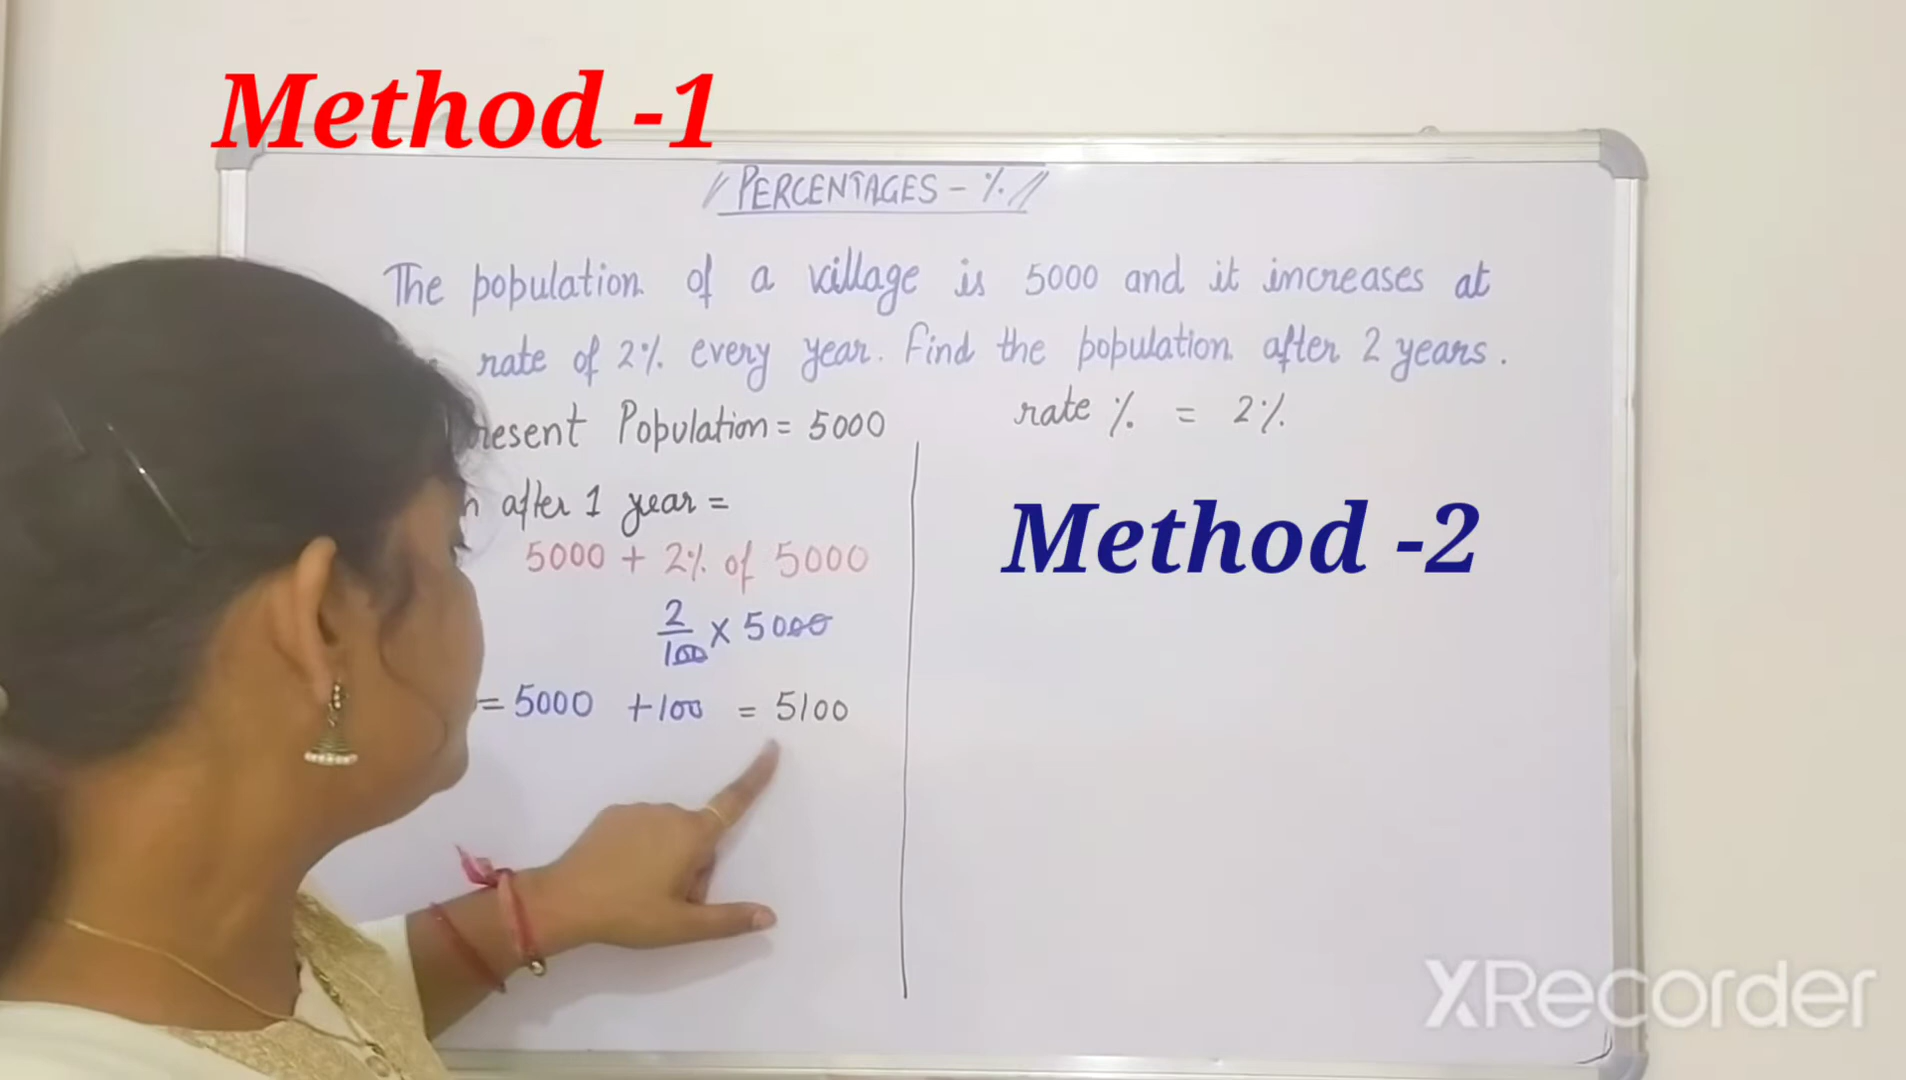 Method -1
PERCENTAGES - %
The population of a village is 5000 and it increases at
rate of 2% every year. Find the population after 2 years.
Present Population = 5000
rate % = 2%
after 1 year =
5000 + 2% of 5000
Method -2
2/100 x 5000
= 5000 +100 = 5100
XRecorder